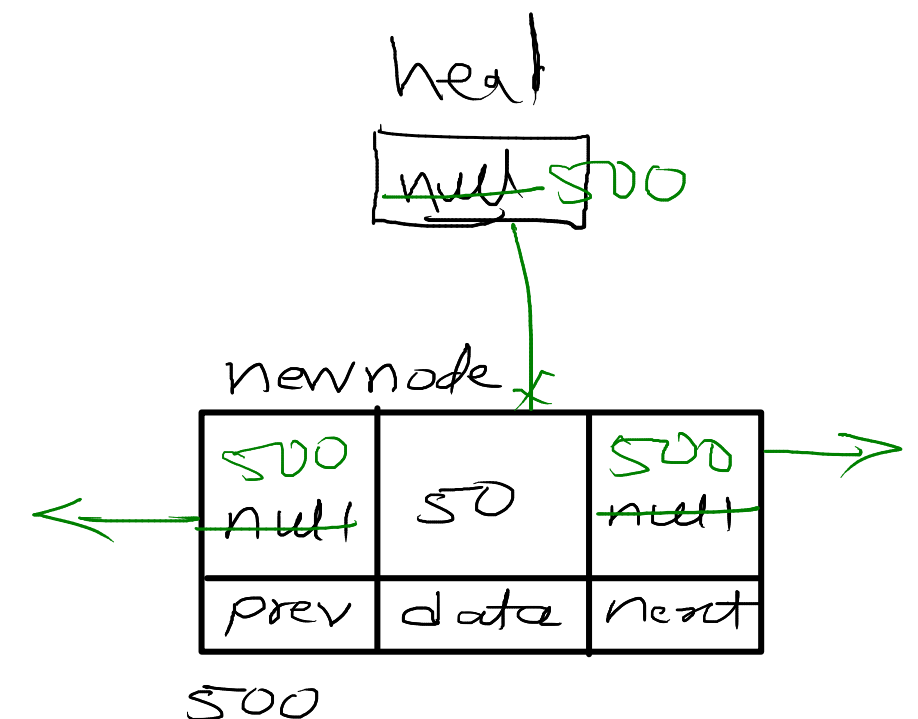 head
null 500
newnode
500 500
null 50 null
prev data next
500